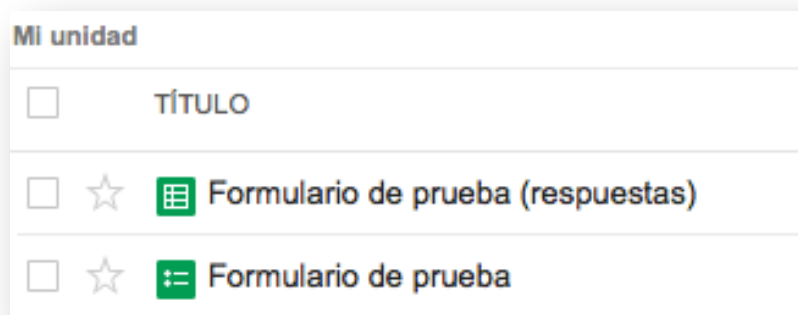 Mi unidad
TÍTULO
Formulario de prueba (respuestas)
Formulario de prueba